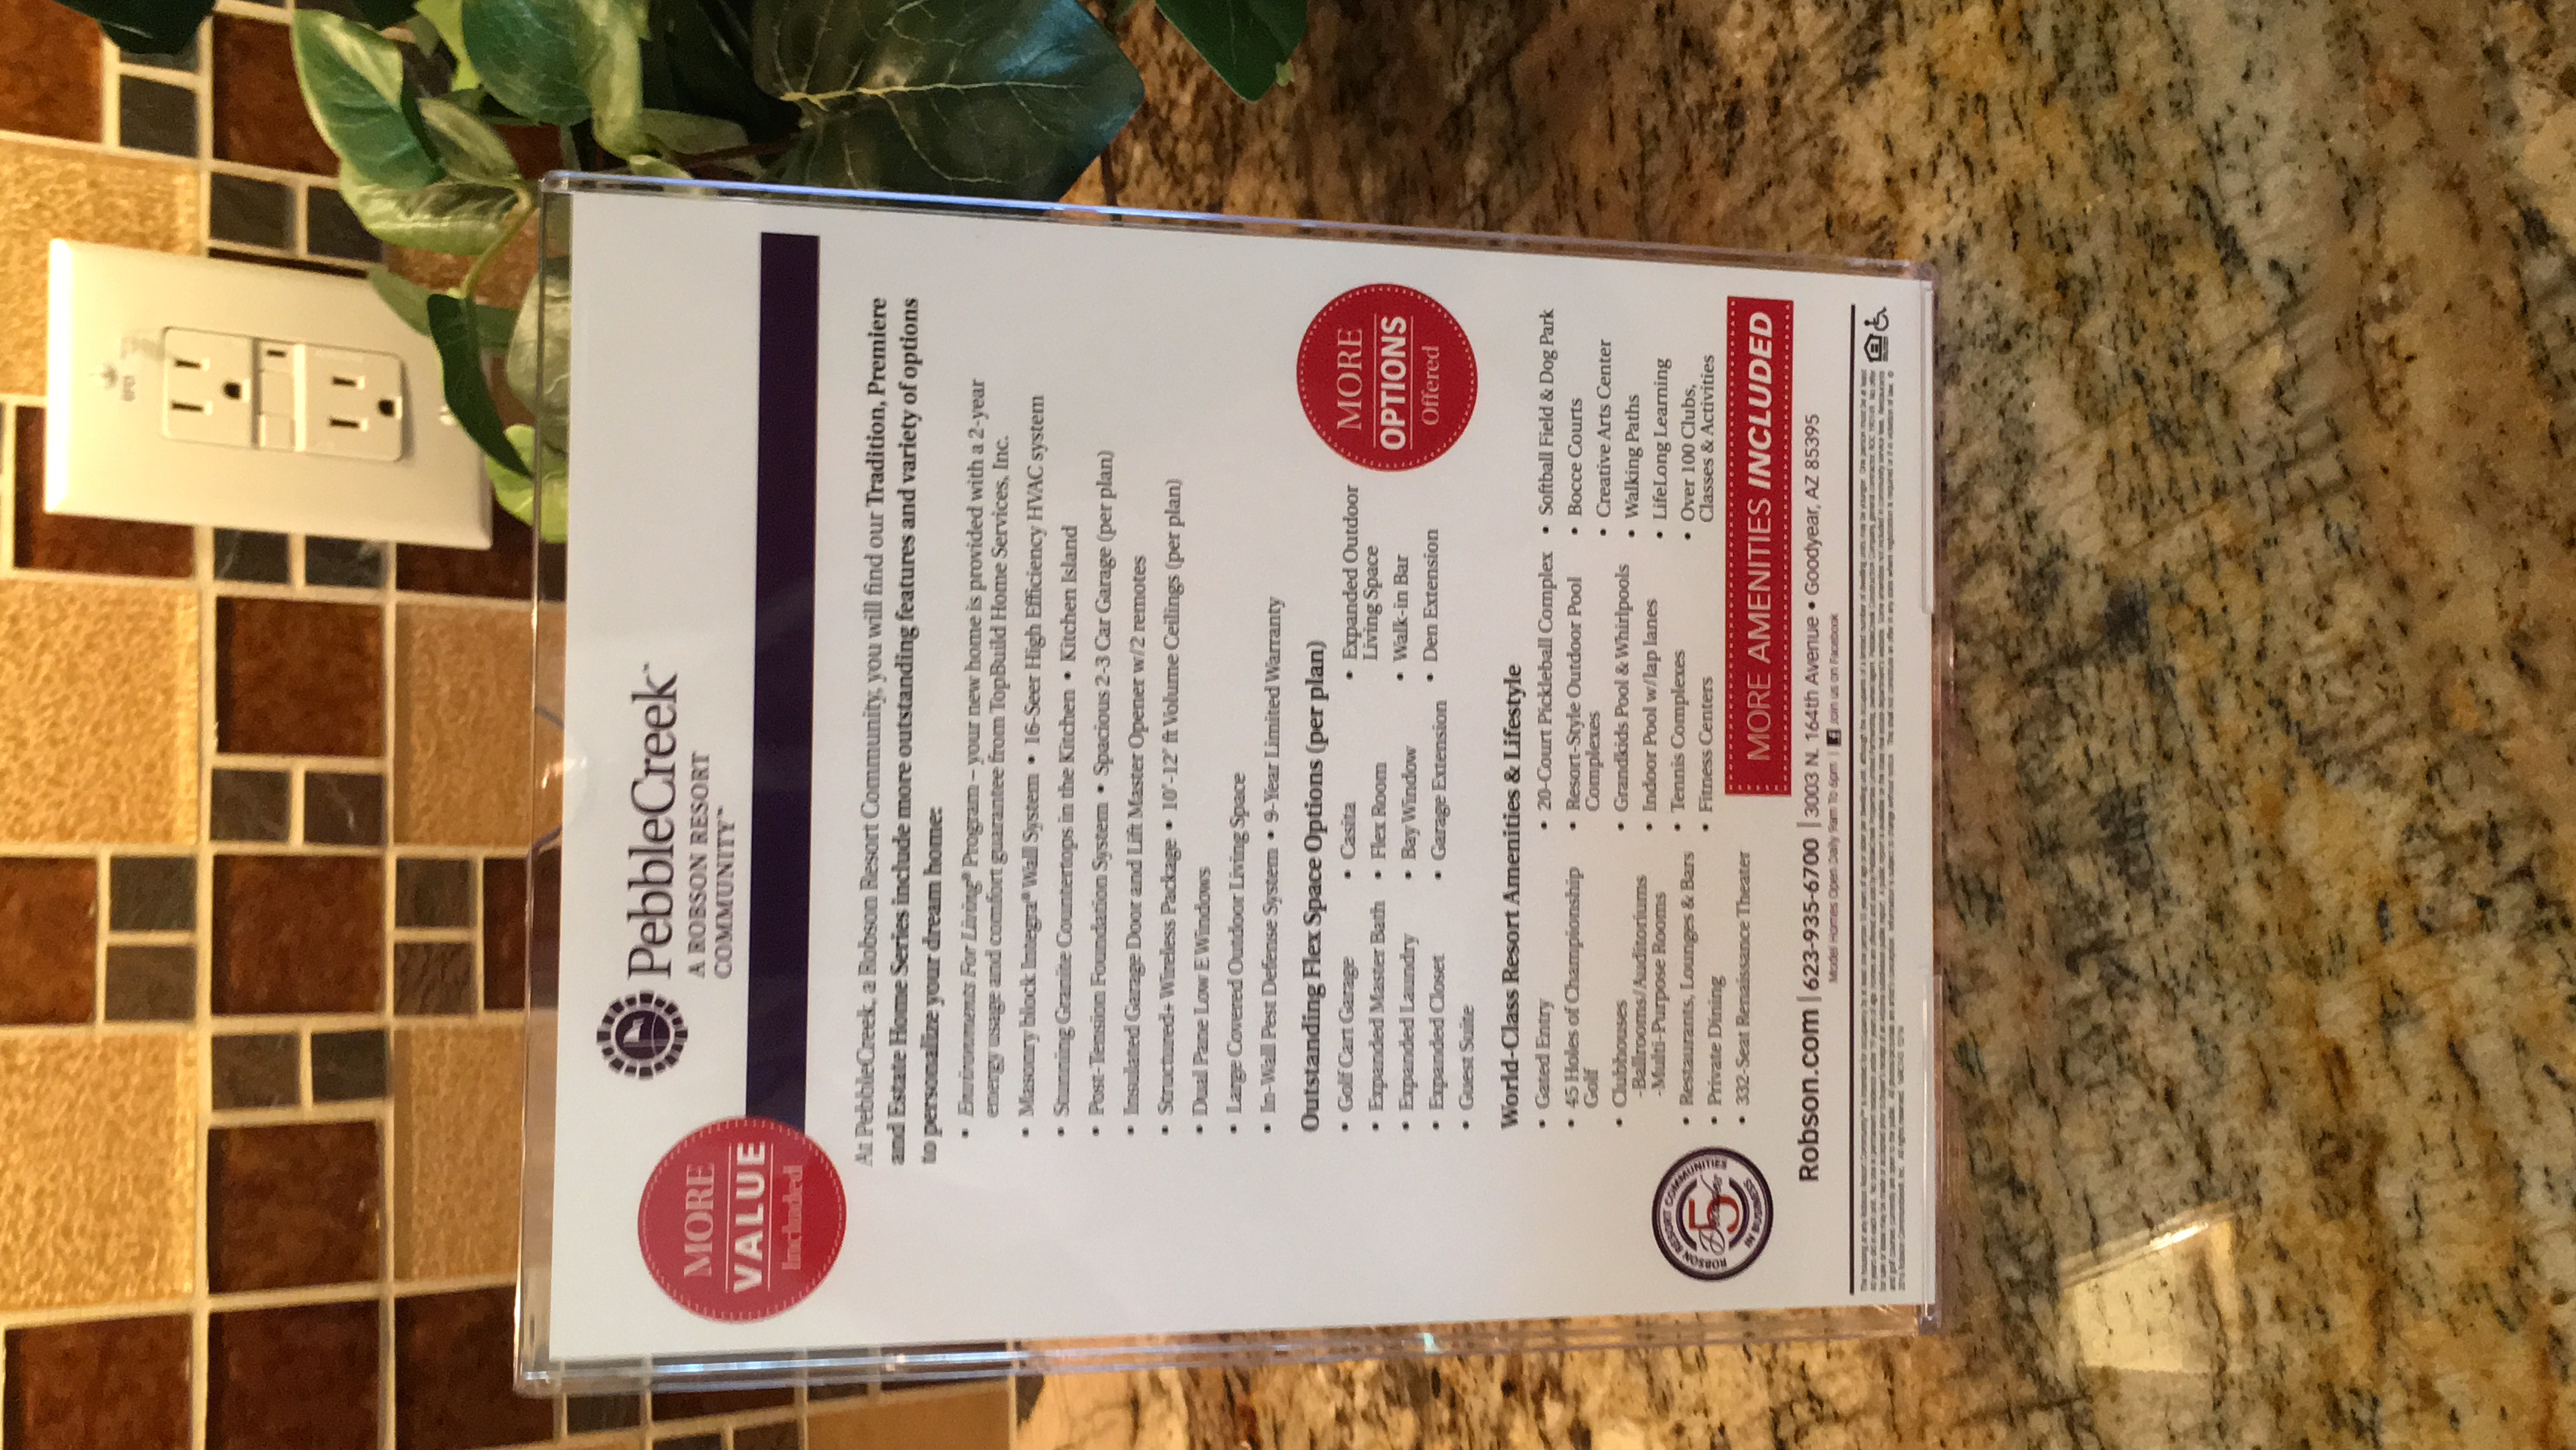 PebbleCreek™
A ROBSON RESORT
COMMUNITY™
MORE
VALUE
Included
At PebbleCreek, a Robson Resort Community, you will find our Tradition, Premiere
and Estate Home Series include more outstanding features and variety of options
to personalize your dream home:
• Environments For Living® Program – your new home is provided with a 2-year
energy usage and comfort guarantee from TopBuild Home Services, Inc.
• Masonry block Integra® Wall System • 16-Seer High Efficiency HVAC system
• Stunning Granite Countertops in the Kitchen • Kitchen Island
• Post-Tension Foundation System • Spacious 2-3 Car Garage (per plan)
• Insulated Garage Door and Lift Master Opener w/2 remotes
• Structured+ Wireless Package • 10'-12' ft Volume Ceilings (per plan)
• Dual Pane Low E Windows
• Large Covered Outdoor Living Space
• In-Wall Pest Defense System • 9-Year Limited Warranty
Outstanding Flex Space Options (per plan)
• Golf Cart Garage
• Expanded Master Bath
• Expanded Laundry
• Expanded Closet
• Guest Suite
• Casita
• Flex Room
• Bay Window
• Garage Extension
• Expanded Outdoor
Living Space
• Walk-in Bar
• Den Extension
MORE
OPTIONS
Offered
World-Class Resort Amenities & Lifestyle
• Gated Entry
• 45 Holes of Championship
Golf
• Clubhouses
-Ballrooms/Auditoriums
-Multi-Purpose Rooms
• Restaurants, Lounges & Bars
• Private Dining
• 332-Seat Renaissance Theater
• 20-Court Pickleball Complex
• Resort-Style Outdoor Pool
Complexes
• Grandkids Pool & Whirlpools
• Indoor Pool w/lap lanes
• Tennis Complexes
• Fitness Centers
• Softball Field & Dog Park
• Bocce Courts
• Creative Arts Center
• Walking Paths
• LifeLong Learning
• Over 100 Clubs,
Classes & Activities
ROBSON RESORT COMMUNITIES
5
Decades
IN BUSINESS
MORE AMENITIES INCLUDED
Robson.com | 623-935-6700 | 3003 N. 164th Avenue • Goodyear, AZ 85395
Model Homes Open Daily 9am To 6pm | Join us on Facebook